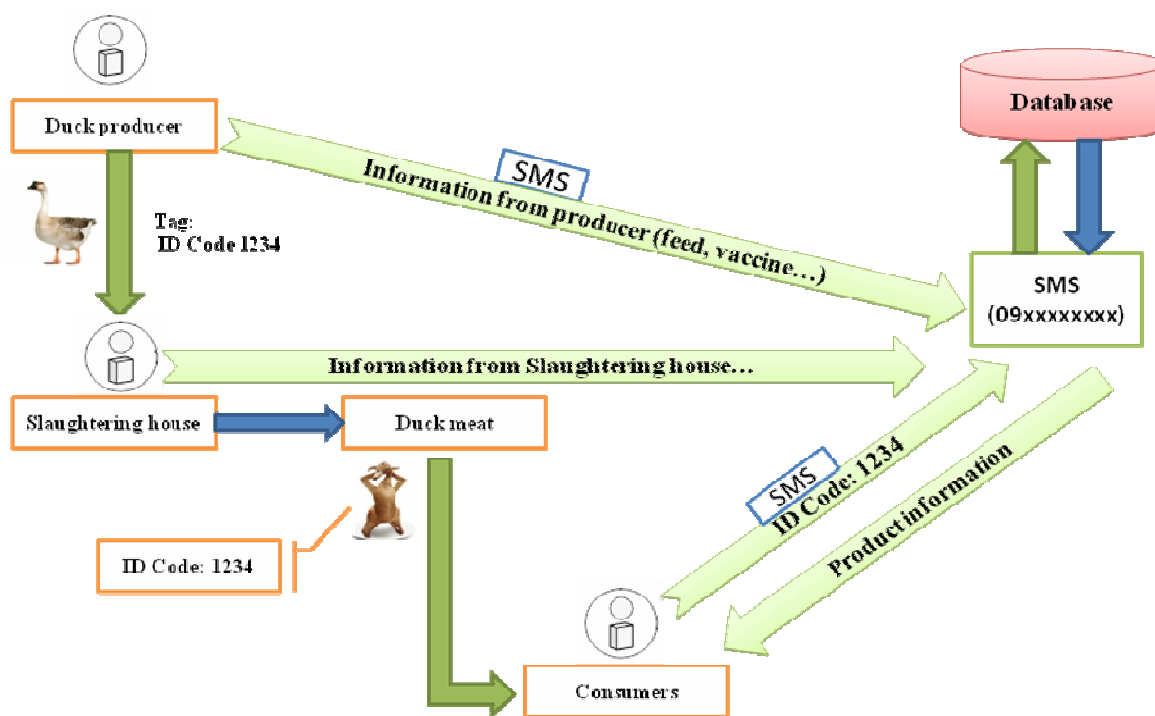 Duck producer
Database
SMS
Information from producer (feed, vaccine...)
Tag:
ID Code 1234
SMS
(09xxxxxxxx)
Information from Slaughtering house...
Slaughtering house
Duck meat
SMS
ID Code: 1234
Product information
ID Code: 1234
Consumers